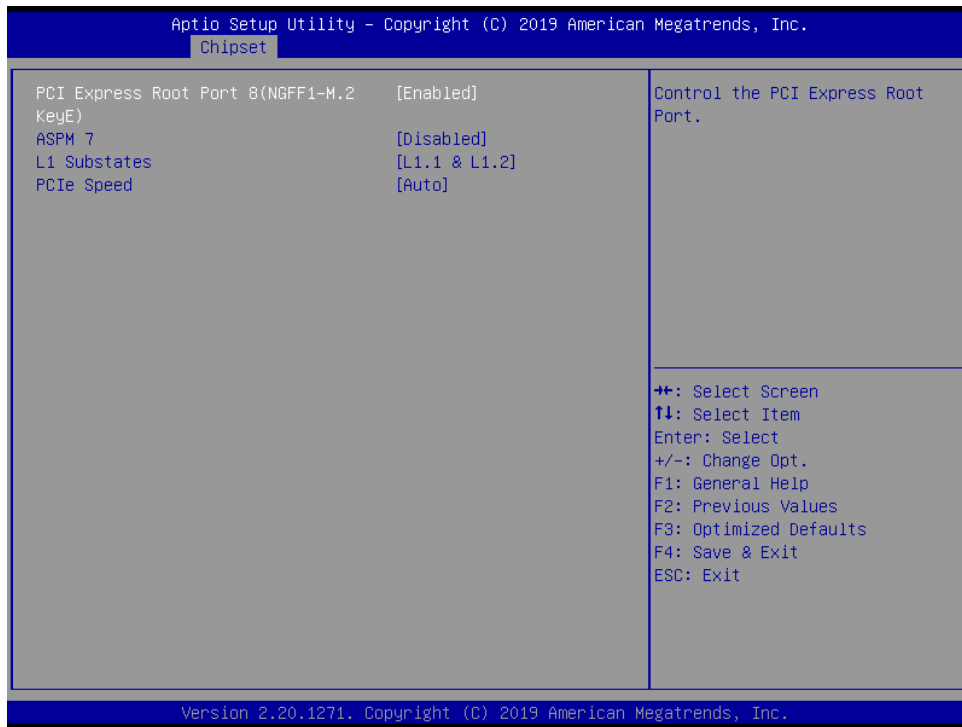 Aptio Setup Utility – Copyright (C) 2019 American Megatrends, Inc.
Chipset
PCI Express Root Port 8(NGFF1-M.2 [Enabled]
KeyE)
ASPM 7 [Disabled]
L1 Substates [L1.1 & L1.2]
PCIe Speed [Auto]
Control the PCI Express Root
Port.
→←: Select Screen
↑↓: Select Item
Enter: Select
+/-: Change Opt.
F1: General Help
F2: Previous Values
F3: Optimized Defaults
F4: Save & Exit
ESC: Exit
Version 2.20.1271. Copyright (C) 2019 American Megatrends, Inc.